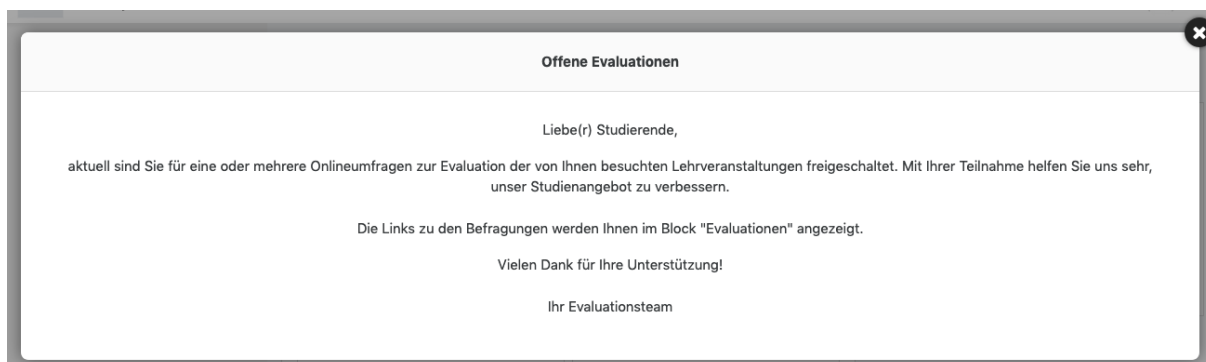 Offene Evaluationen
Liebe(r) Studierende,
aktuell sind Sie für eine oder mehrere Onlineumfragen zur Evaluation der von Ihnen besuchten Lehrveranstaltungen freigeschaltet. Mit Ihrer Teilnahme helfen Sie uns sehr,
unser Studienangebot zu verbessern.
Die Links zu den Befragungen werden Ihnen im Block "Evaluationen" angezeigt.
Vielen Dank für Ihre Unterstützung!
Ihr Evaluationsteam